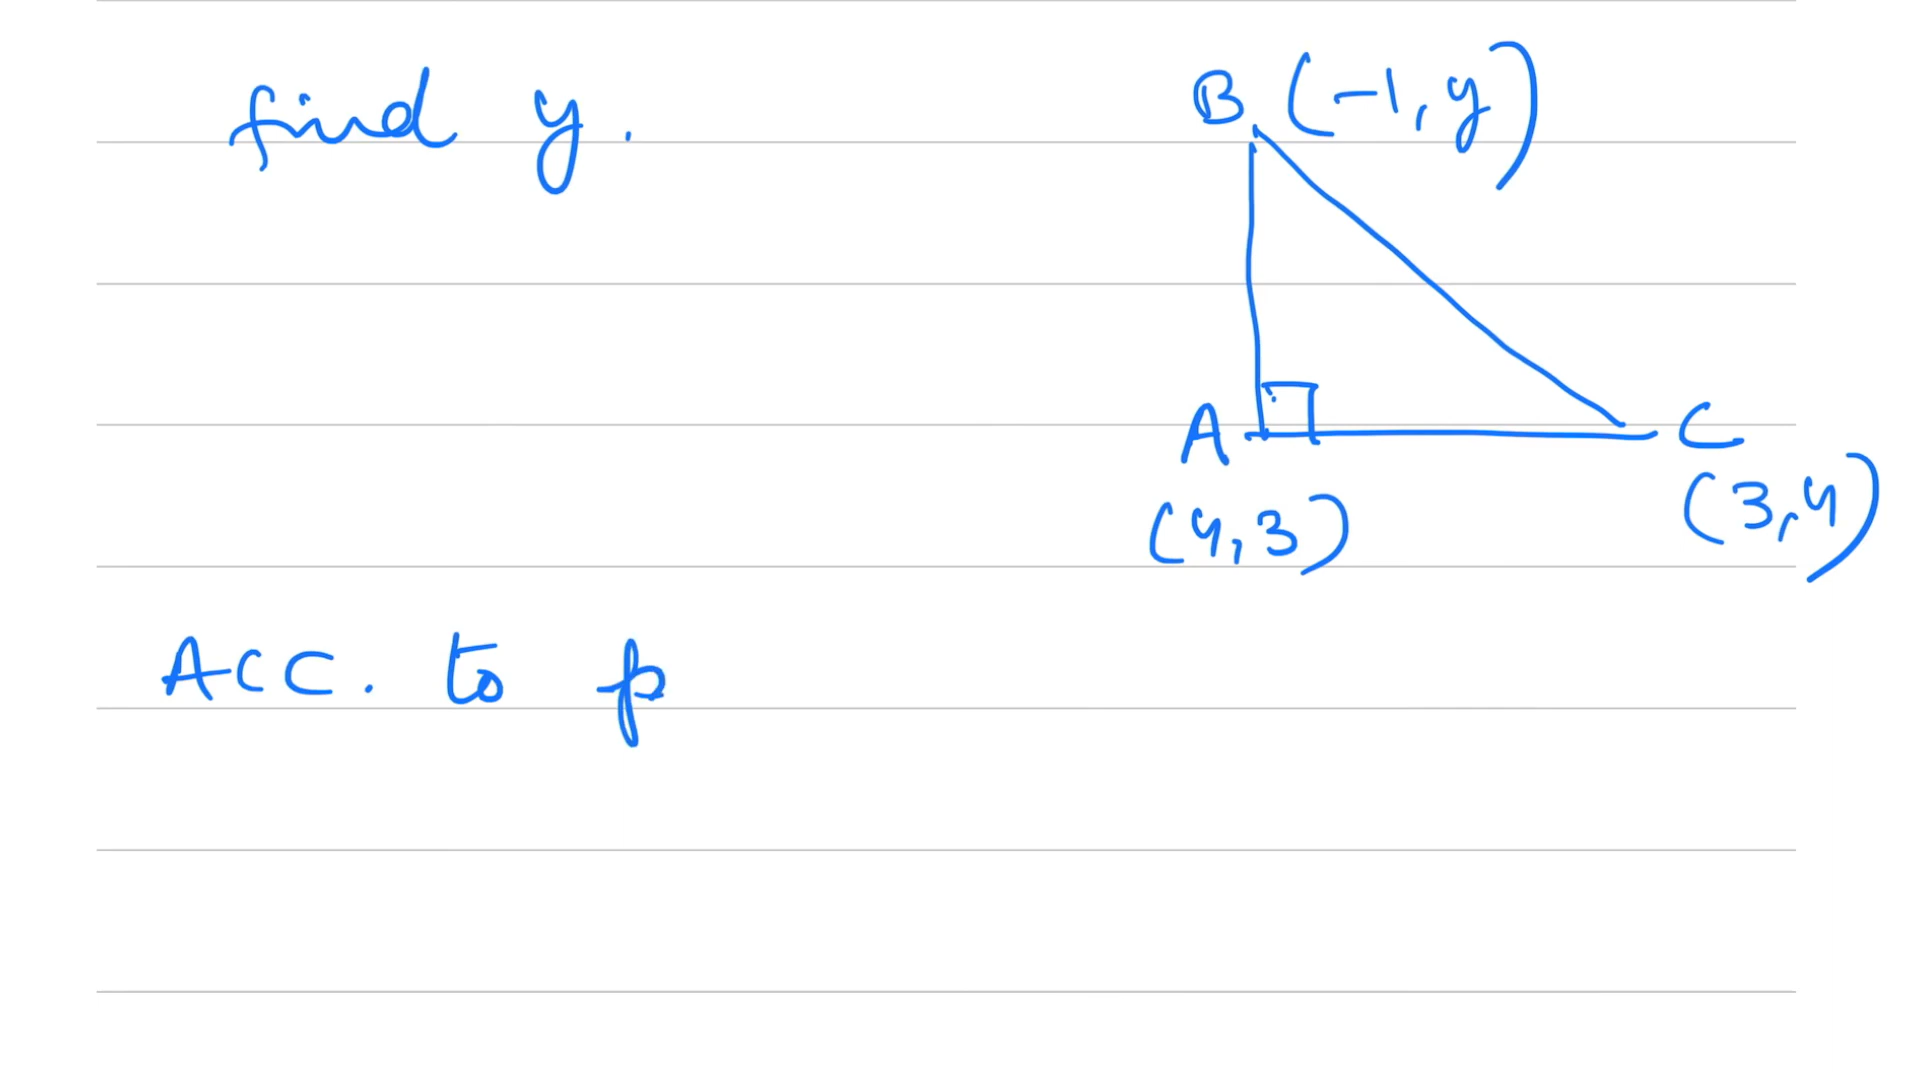 find y.
B (-1, y)
A
C
(4, 3)
(3, 4)
Acc. to p